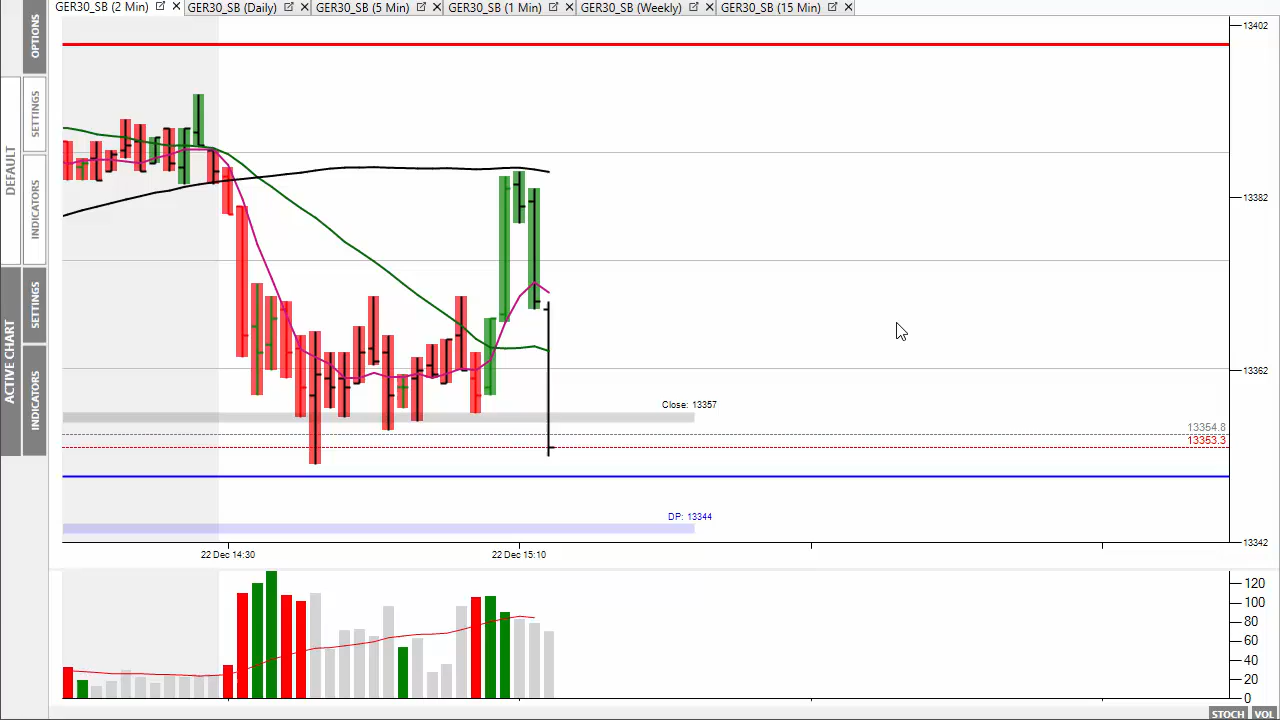 GER30_SB (2 Min) GER30_SB (Daily) GER30_SB (5 Min) GER30_SB (1 Min) GER30_SB (Weekly) GER30_SB (15 Min)
OPTIONS
SETTINGS
DEFAULT
INDICATORS
SETTINGS
ACTIVE CHART
INDICATORS
13402
13382
13362
Close: 13357
13354.8
13353.3
DP: 13344
13342
22 Dec 14:30 22 Dec 15:10
120
100
80
60
40
20
0
STOCH VOL